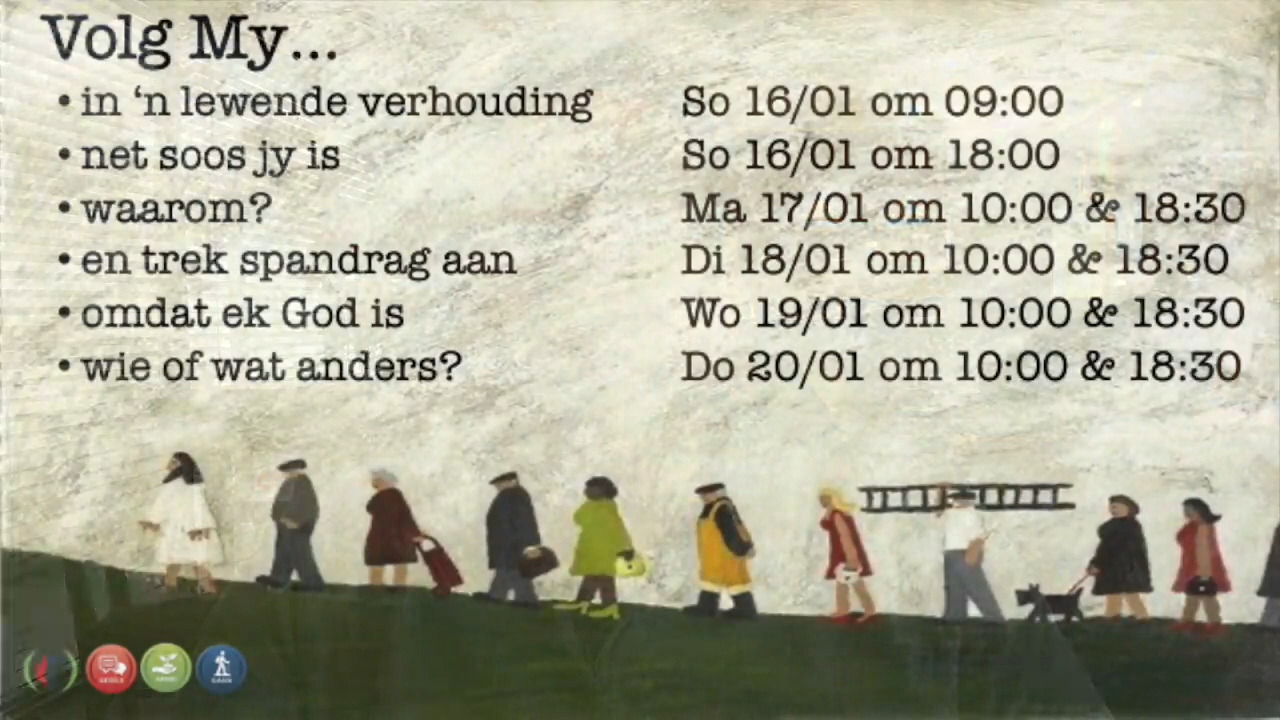 Volg My...
• in ‘n lewende verhouding So 16/01 om 09:00
• net soos jy is So 16/01 om 18:00
• waarom? Ma 17/01 om 10:00 & 18:30
• en trek spandrag aan Di 18/01 om 10:00 & 18:30
• omdat ek God is Wo 19/01 om 10:00 & 18:30
• wie of wat anders? Do 20/01 om 10:00 & 18:30